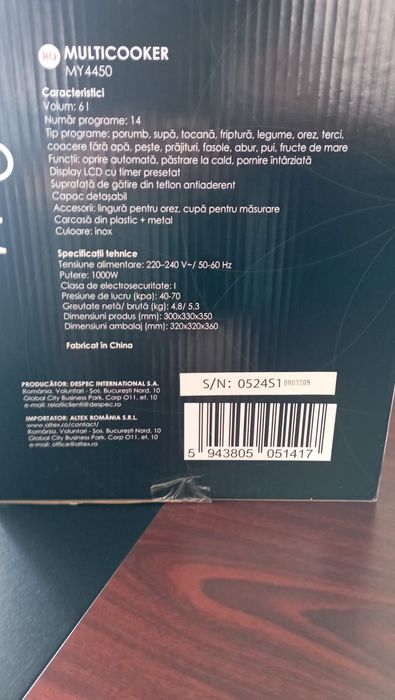 RO MULTICOOKER
MY4450
Caracteristici
Volum: 6 l
Număr programe: 14
Tip programe: porumb, supă, tocană, friptură, legume, orez, terci,
coacere fără apă, pește, prăjituri, fasole, abur, pui, fructe de mare
Funcții: oprire automată, păstrare la cald, pornire întârziată
Display LCD cu timer presetat
Suprafață de gătire din teflon antiaderent
Capac detașabil
Accesorii: lingură pentru orez, cupă pentru măsurare
Carcasă din plastic + metal
Culoare: inox
Specificații tehnice
Tensiune alimentare: 220-240 V~/ 50-60 Hz
Putere: 1000W
Clasa de electrosecuritate: I
Presiune de lucru (kpa): 40-70
Greutate netă/ brută (kg): 4.8/ 5.3
Dimensiuni produs (mm): 300x330x350
Dimensiuni ambalaj (mm): 320x320x360
Fabricat în China
PRODUCĂTOR: DESPEC INTERNATIONAL S.A.
România, Voluntari - Șos. București Nord, 10
Global City Business Park, Corp O11, et. 10
e-mail: relatiiclienti@despec.ro
IMPORTATOR: ALTEX ROMÂNIA S.R.L.
www.altex.ro/contact/
România, Voluntari - Șos. București Nord, 10
Global City Business Park, Corp O11, et. 10
e-mail: office@altex.ro
S/N: 0524S1 0003208
5 943805 051417